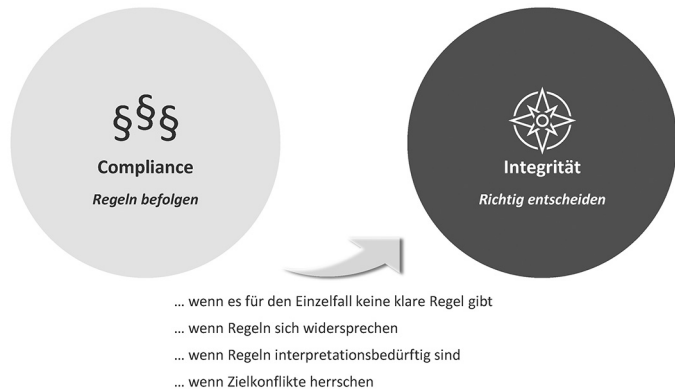 §§§
Compliance
Regeln befolgen
Integrität
Richtig entscheiden
... wenn es für den Einzelfall keine klare Regel gibt
... wenn Regeln sich widersprechen
... wenn Regeln interpretationsbedürftig sind
... wenn Zielkonflikte herrschen